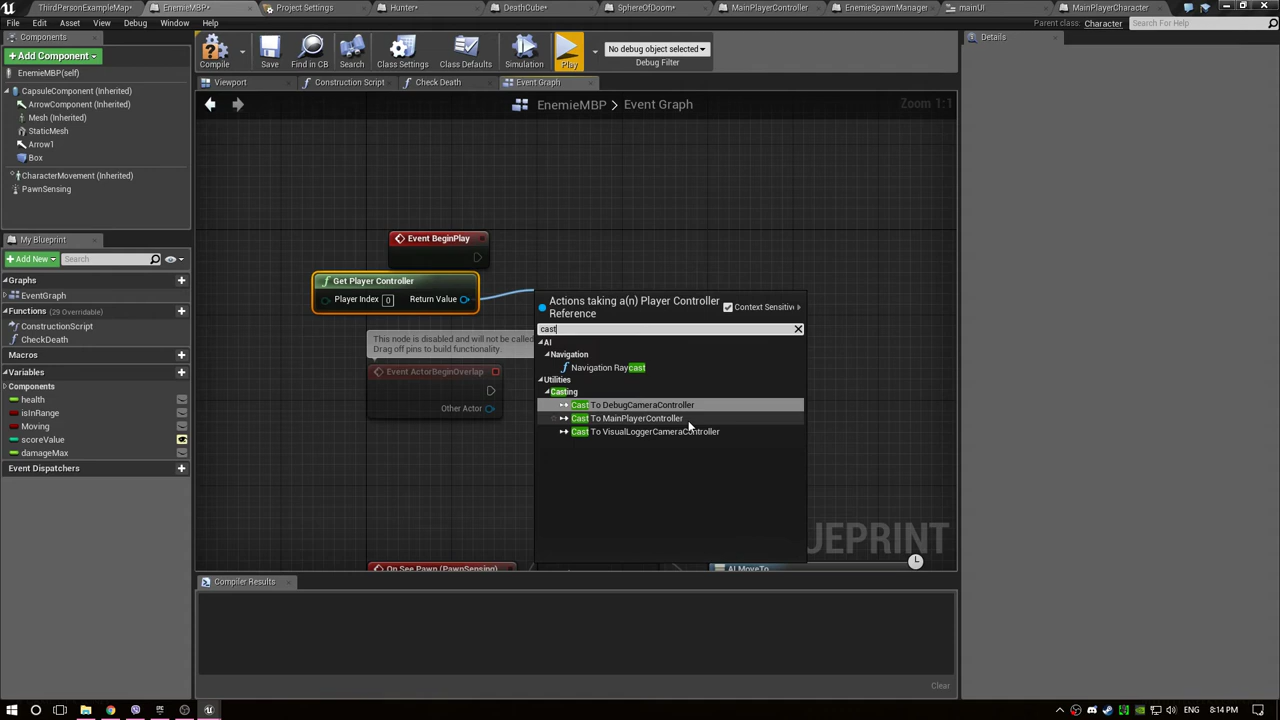 ThirdPersonExampleMap*
EnemieMBP*
Project Settings
Hunter*
DeathCube*
SphereOfDoom*
MainPlayerController
EnemieSpawnManager
mainUI
MainPlayerCharacter
File Edit Asset View Debug Window Help
Parent class: Character
Search For Help
Components
Add Component
EnemieMBP(self)
CapsuleComponent (Inherited)
ArrowComponent (Inherited)
Mesh (Inherited)
StaticMesh
Arrow1
Box
CharacterMovement (Inherited)
PawnSensing
My Blueprint
Add New
Search
Graphs
EventGraph
Functions (29 Overridable)
ConstructionScript
CheckDeath
Macros
Variables
Components
health
isInRange
Moving
scoreValue
damageMax
Event Dispatchers
Compile
Save
Find in CB
Search
Class Settings
Class Defaults
Simulation
Play
No debug object selected
Debug Filter
Viewport
Construction Script
Check Death
Event Graph
EnemieMBP > Event Graph
Zoom 1:1
Event BeginPlay
Get Player Controller
Player Index 0
Return Value
This node is disabled and will not be called.
Drag off pins to build functionality.
Event ActorBeginOverlap
Other Actor
Actions taking a(n) Player Controller
Reference
Context Sensitive
cast
AI
Navigation
Navigation Raycast
Utilities
Casting
Cast To DebugCameraController
Cast To MainPlayerController
Cast To VisualLoggerCameraController
On See Pawn (PawnSensing)
AI MoveTo
Compiler Results
Clear
Details
ENG
8:14 PM